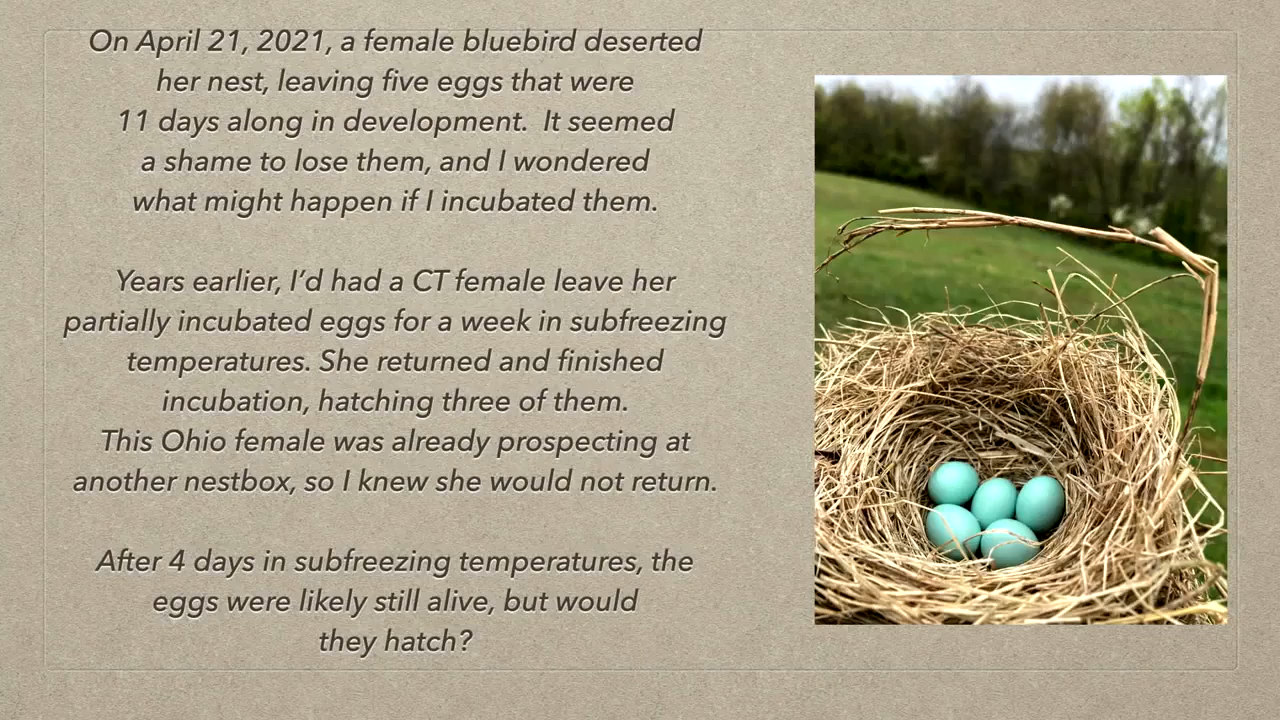 On April 21, 2021, a female bluebird deserted
her nest, leaving five eggs that were
11 days along in development.  It seemed
a shame to lose them, and I wondered
what might happen if I incubated them.
Years earlier, I’d had a CT female leave her
partially incubated eggs for a week in subfreezing
temperatures. She returned and finished
incubation, hatching three of them.
This Ohio female was already prospecting at
another nestbox, so I knew she would not return.
After 4 days in subfreezing temperatures, the
eggs were likely still alive, but would
they hatch?